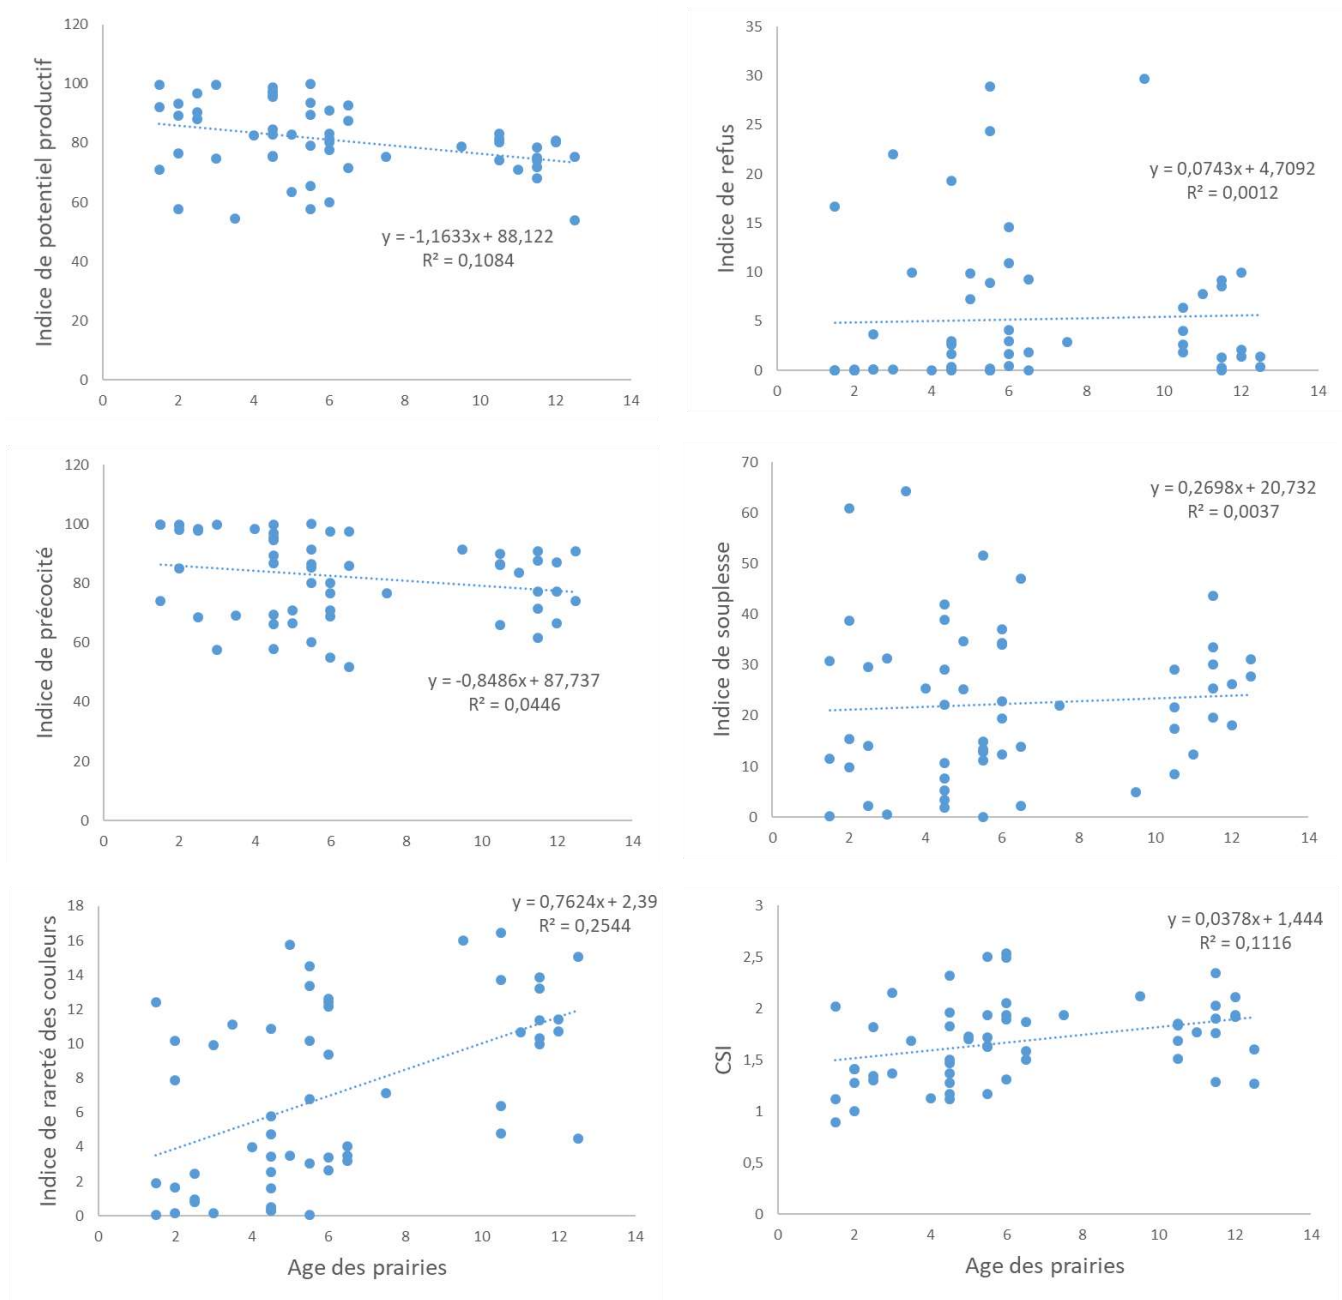 120
100
80
60
40
20
0
0 2 4 6 8 10 12 14
Indice de potentiel productif
y = -1,1633x + 88,122
R² = 0,1084
35
30
25
20
15
10
5
0
0 2 4 6 8 10 12 14
Indice de refus
y = 0,0743x + 4,7092
R² = 0,0012
120
100
80
60
40
20
0
0 2 4 6 8 10 12 14
Indice de précocité
y = -0,8486x + 87,737
R² = 0,0446
70
60
50
40
30
20
10
0
0 2 4 6 8 10 12 14
Indice de souplesse
y = 0,2698x + 20,732
R² = 0,0037
18
16
14
12
10
8
6
4
2
0
0 2 4 6 8 10 12 14
Indice de rareté des couleurs
y = 0,7624x + 2,39
R² = 0,2544
Age des prairies
3
2,5
2
1,5
1
0,5
0
0 2 4 6 8 10 12 14
CSI
y = 0,0378x + 1,444
R² = 0,1116
Age des prairies